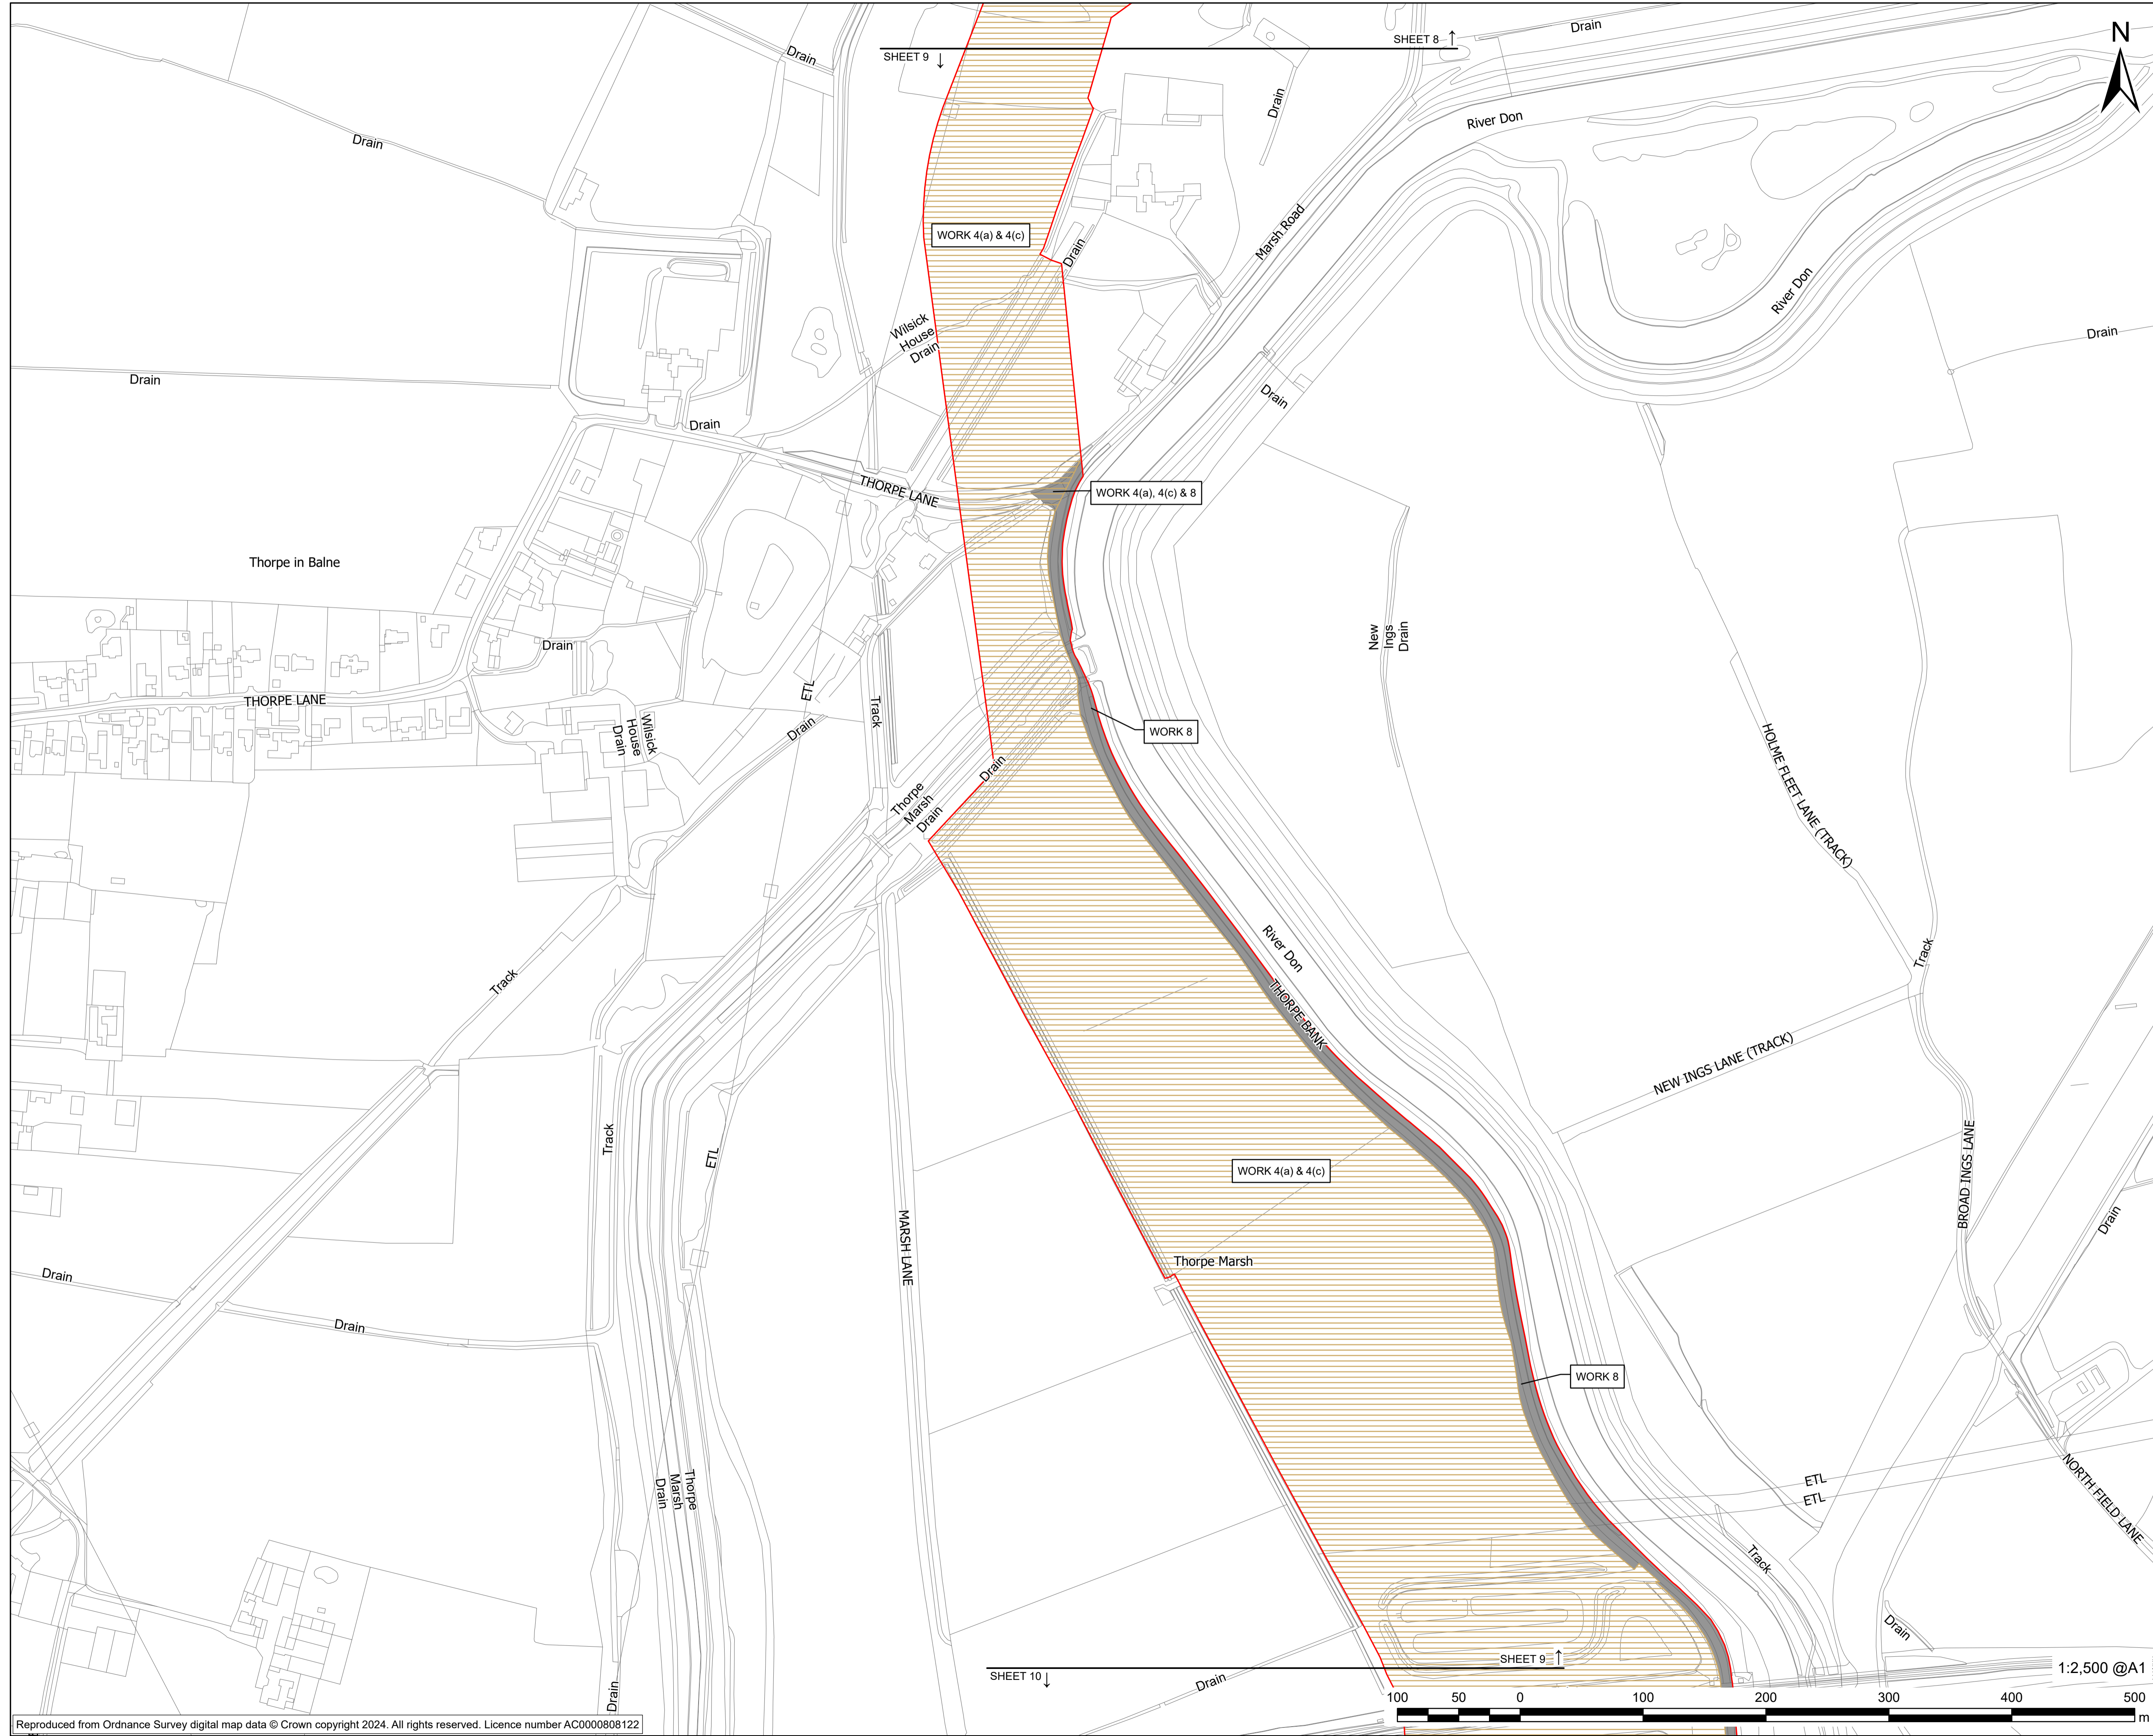 SHEET 8 ↑
SHEET 9 ↓
N
Drain
Drain
Drain
Drain
River Don
Drain
WORK 4(a) & 4(c)
Drain
Marsh Road
River Don
Wilsick
House
Drain
Drain
Drain
Drain
Drain
THORPE LANE
WORK 4(a), 4(c) & 8
Thorpe in Balne
New
Ings
Drain
Drain
THORPE LANE
ETL
Track
Wilsick
House
Drain
Drain
WORK 8
Drain
Thorpe
Marsh
Drain
HOLME FLEET LANE (TRACK)
River Don
Track
Track
THORPE BANK
NEW INGS LANE (TRACK)
Track
ETL
BROAD INGS LANE
WORK 4(a) & 4(c)
MARSH LANE
Drain
Thorpe Marsh
Drain
Drain
WORK 8
Thorpe
Marsh
Drain
ETL
ETL
NORTH FIELD LANE
Track
Drain
Drain
SHEET 9 ↑
SHEET 10 ↓
Drain
1:2,500 @A1
100 50 0 100 200 300 400 500
m
Reproduced from Ordnance Survey digital map data © Crown copyright 2024. All rights reserved. Licence number AC0000808122